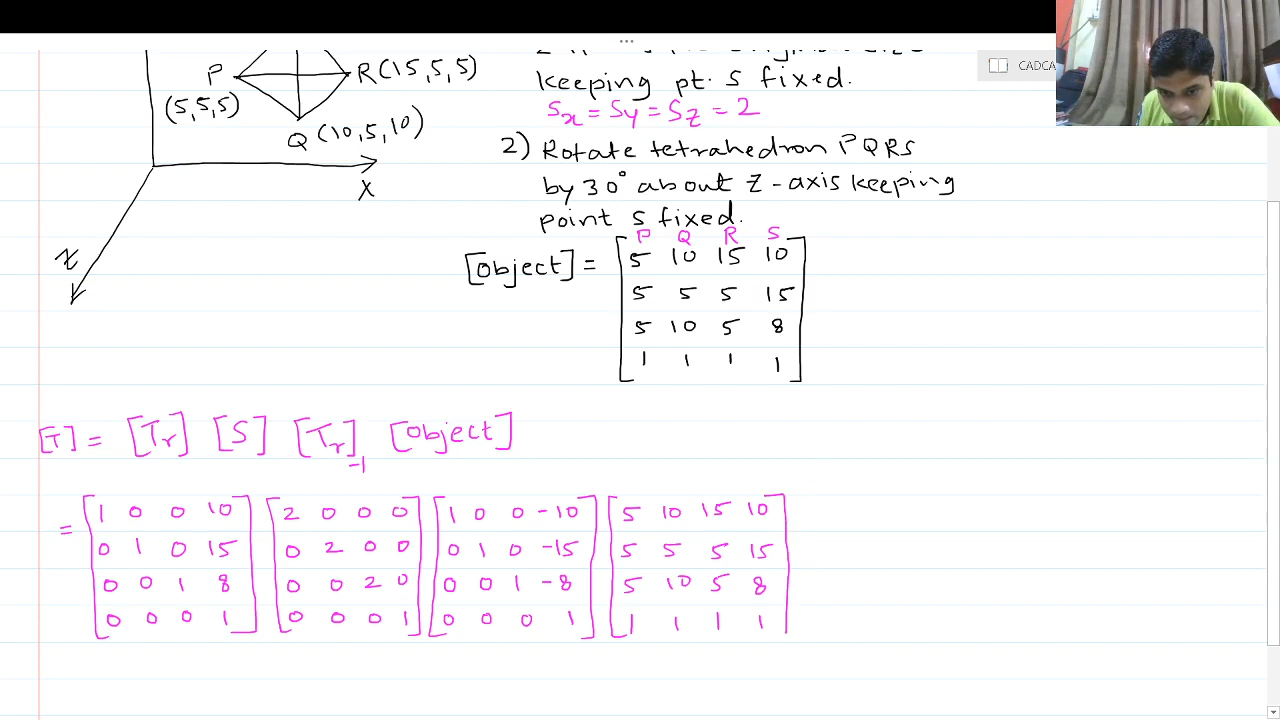 keeping pt. S fixed.
Sx = Sy = Sz = 2
P
(5,5,5)
R(15,5,5)
Q (10,5,10)
X
Z
2) Rotate tetrahedron PQRS
by 30° about Z-axis keeping
point S fixed.
P Q R S
[object] = [5 10 15 10
5 5 5 15
5 10 5 8
1 1 1 1]
[T] = [Tr] [S] [Tr]-1 [object]
= [1 0 0 10] [2 0 0 0] [1 0 0 -10] [5 10 15 10]
0 1 0 15 0 2 0 0 0 1 0 -15 5 5 5 15
0 0 1 8 0 0 2 0 0 0 1 -8 5 10 5 8
0 0 0 1 0 0 0 1 0 0 0 1 1 1 1 1
CADCA